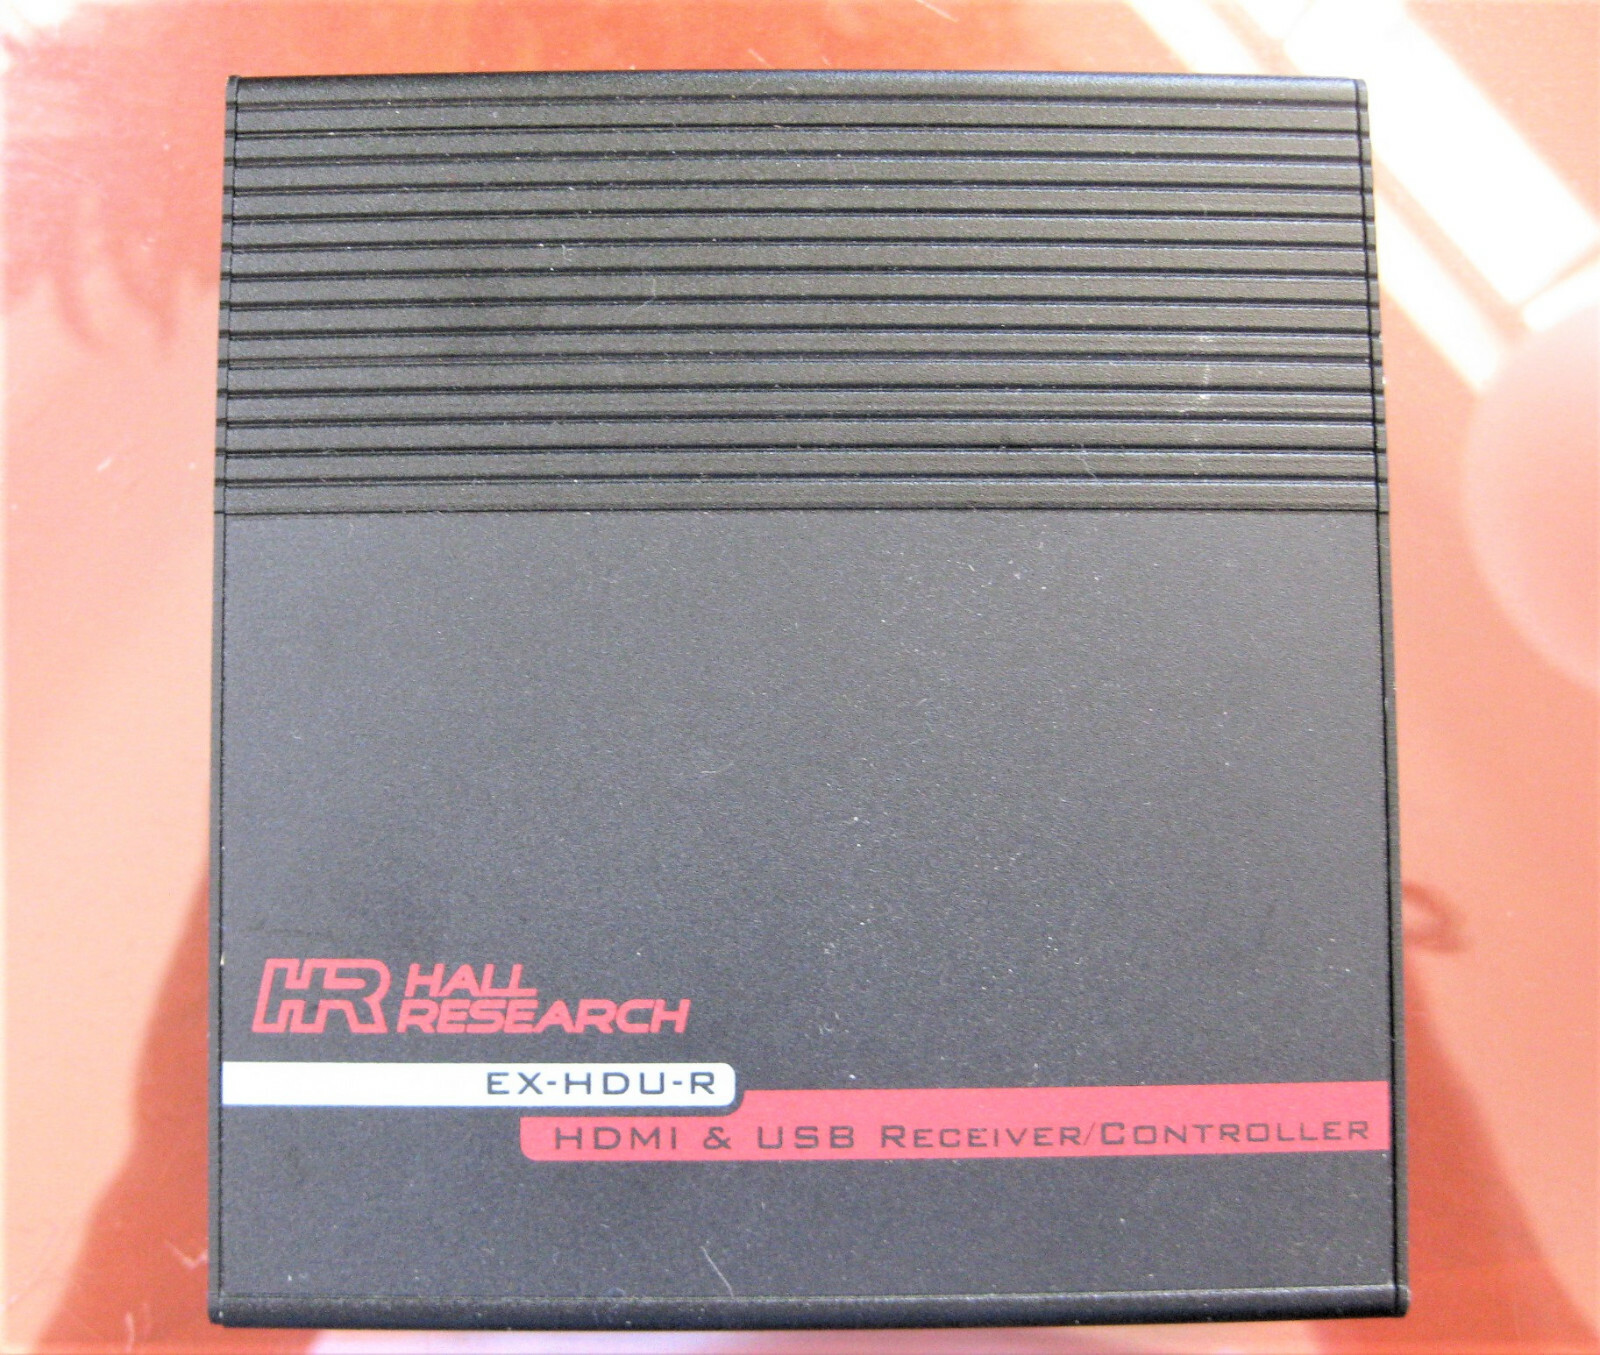 HR HALL
RESEARCH
EX-HDU-R
HDMI & USB RECEIVER/CONTROLLER